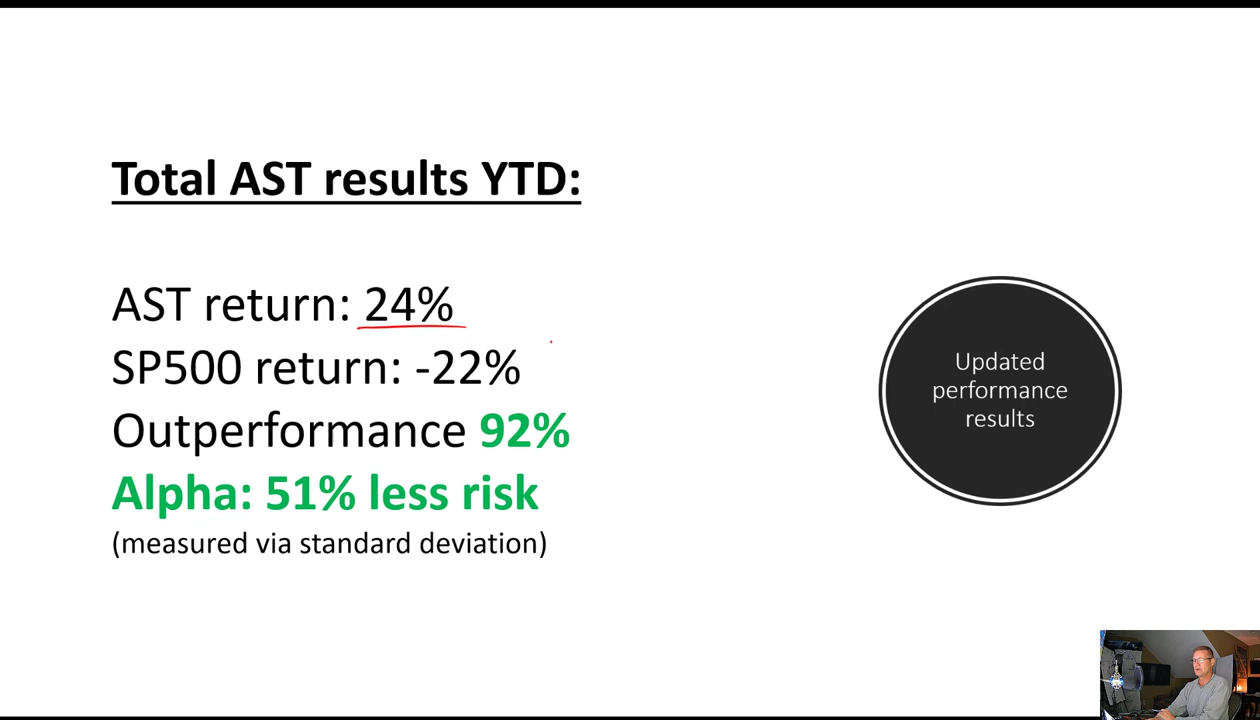 Total AST results YTD:
AST return: 24%
SP500 return: -22%
Outperformance 92%
Alpha: 51% less risk
(measured via standard deviation)
Updated
performance
results